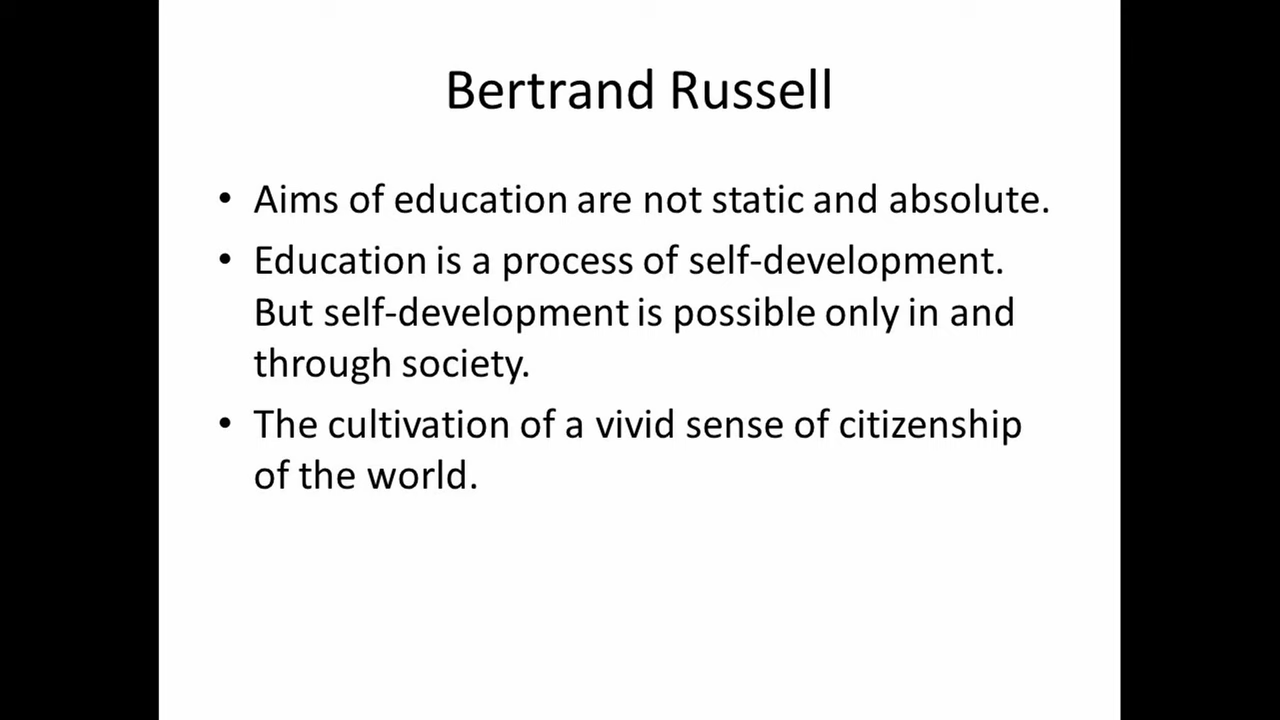 Bertrand Russell
• Aims of education are not static and absolute.
• Education is a process of self-development.
But self-development is possible only in and
through society.
• The cultivation of a vivid sense of citizenship
of the world.